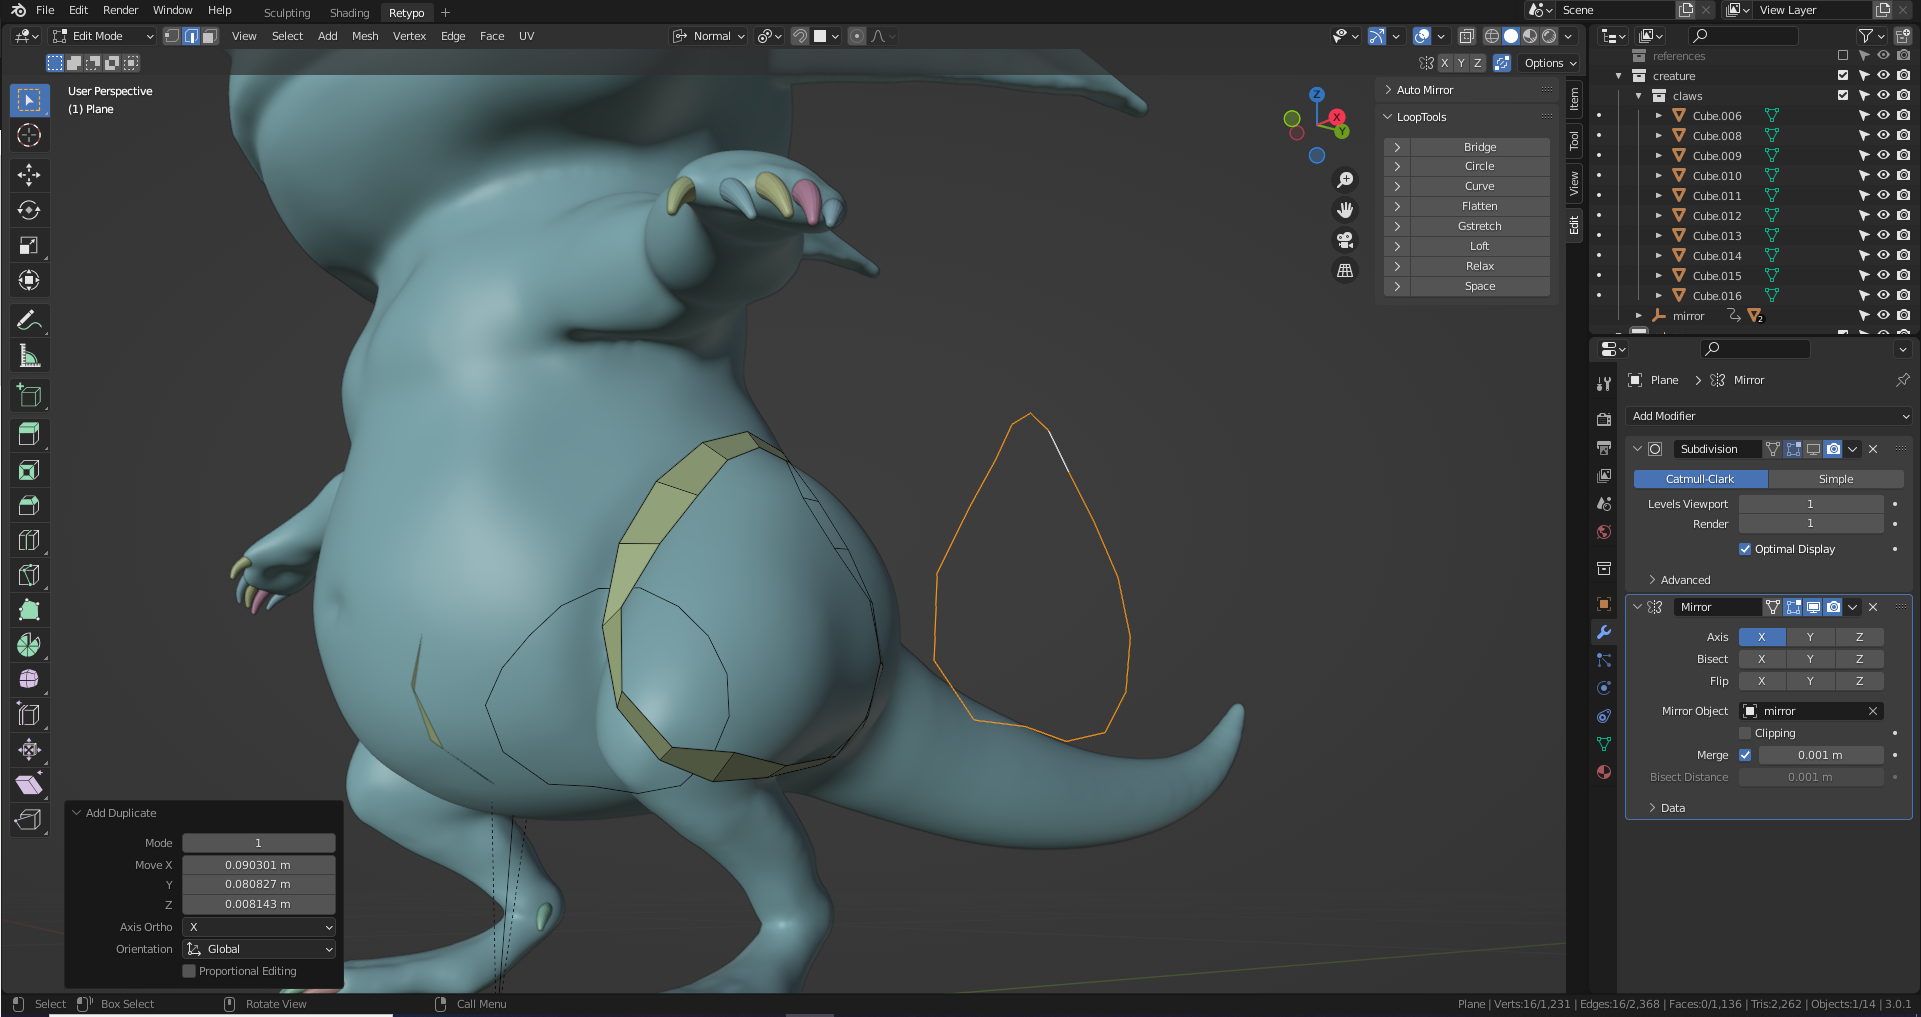 File Edit Render Window Help Sculpting Shading Retypo +
Scene
View Layer
Edit Mode View Select Add Mesh Vertex Edge Face UV
Normal
X Y Z Options
User Perspective
(1) Plane
Z
X
Y
Auto Mirror
LoopTools
Bridge
Circle
Curve
Flatten
Gstretch
Loft
Relax
Space
Item
Tool
View
Edit
references
creature
claws
Cube.006
Cube.008
Cube.009
Cube.010
Cube.011
Cube.012
Cube.013
Cube.014
Cube.015
Cube.016
mirror 2
Plane > Mirror
Add Modifier
Subdivision
Catmull-Clark Simple
Levels Viewport 1
Render 1
Optimal Display
Advanced
Mirror
Axis X Y Z
Bisect X Y Z
Flip X Y Z
Mirror Object mirror
Clipping
Merge 0.001 m
Bisect Distance 0.001 m
Data
Add Duplicate
Mode 1
Move X 0.090301 m
Y 0.080827 m
Z 0.008143 m
Axis Ortho X
Orientation Global
Proportional Editing
Select Box Select Rotate View Call Menu
Plane | Verts:16/1,231 | Edges:16/2,368 | Faces:0/1,136 | Tris:2,262 | Objects:1/14 | 3.0.1